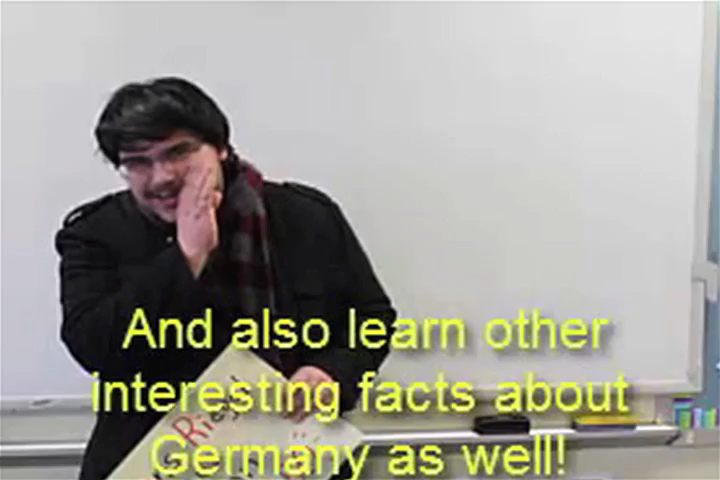 And also learn other
interesting facts about
Germany as well!